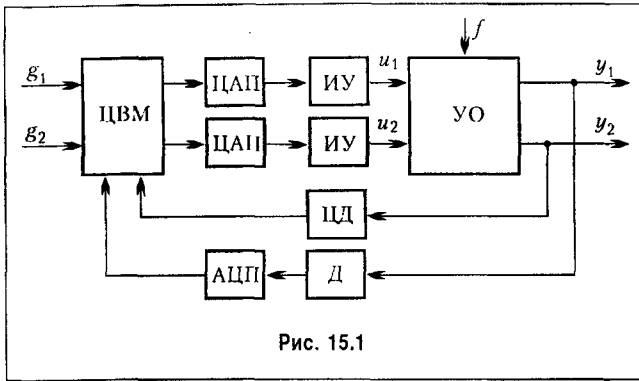 f
g₁ ЦАП ИУ u₁ y₁
ЦВМ УО
g₂ ЦАП ИУ u₂ y₂
ЦД
АЦП Д
Рис. 15.1